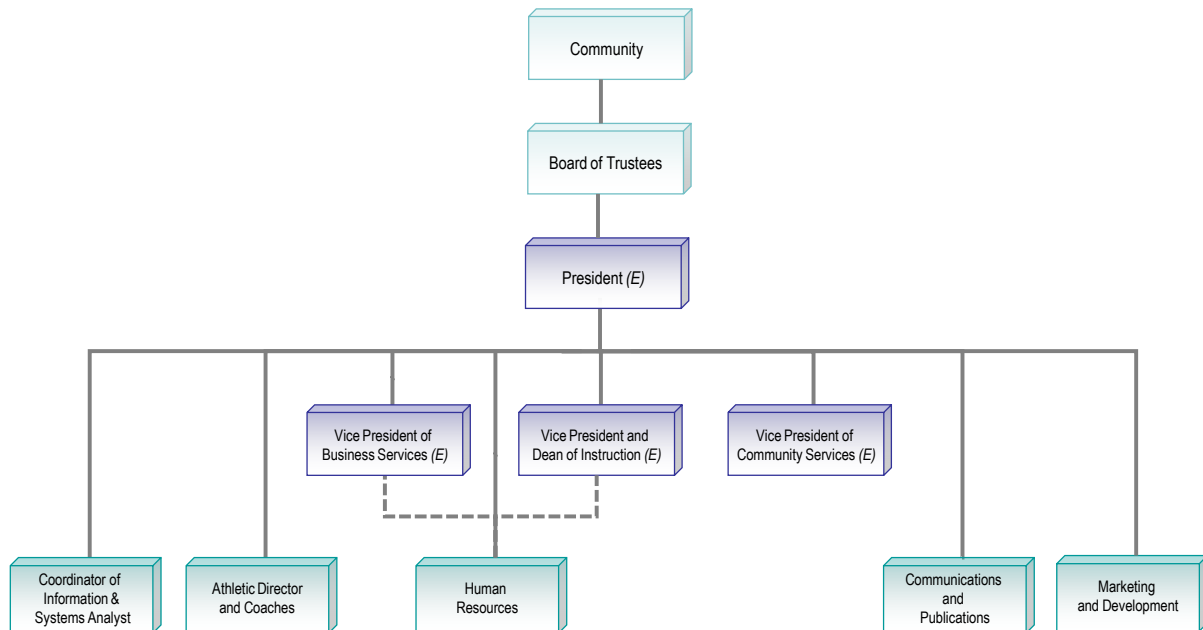 Community
Board of Trustees
President (E)
Vice President of
Business Services (E)
Vice President and
Dean of Instruction (E)
Vice President of
Community Services (E)
Coordinator of
Information &
Systems Analyst
Athletic Director
and Coaches
Human
Resources
Communications
and
Publications
Marketing
and Development